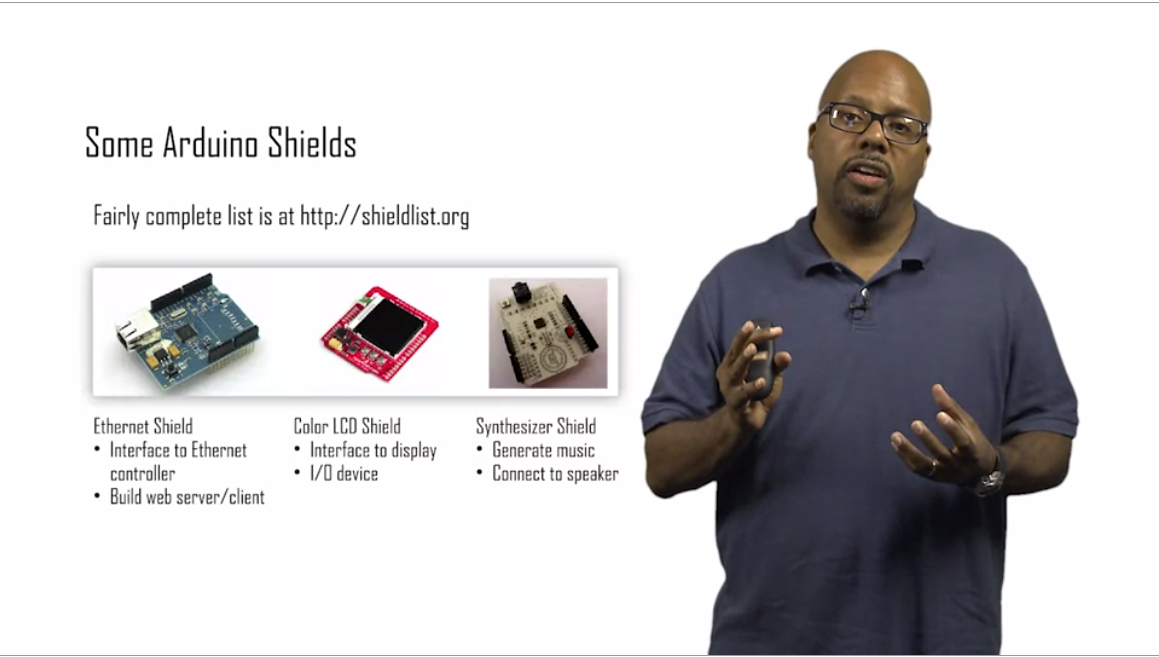 Some Arduino Shields
Fairly complete list is at http://shieldlist.org
Ethernet Shield
• Interface to Ethernet
controller
• Build web server/client
Color LCD Shield
• Interface to display
• I/O device
Synthesizer Shield
• Generate music
• Connect to speaker